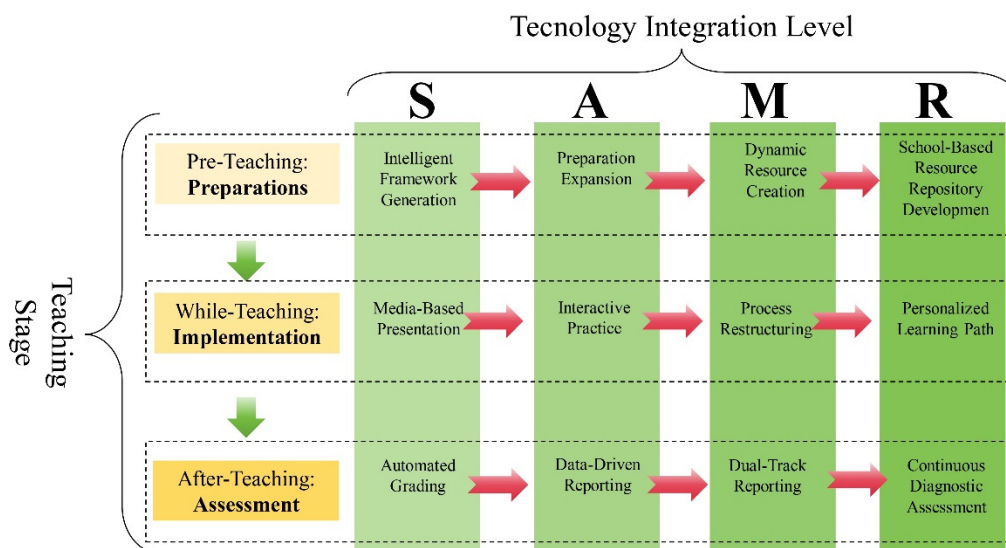 Tecnology Integration Level
S
A
M
R
Teaching
Stage
Pre-Teaching:
Preparations
Intelligent
Framework
Generation
Preparation
Expansion
Dynamic
Resource
Creation
School-Based
Resource
Repository
Developmen
While-Teaching:
Implementation
Media-Based
Presentation
Interactive
Practice
Process
Restructuring
Personalized
Learning Path
After-Teaching:
Assessment
Automated
Grading
Data-Driven
Reporting
Dual-Track
Reporting
Continuous
Diagnostic
Assessment